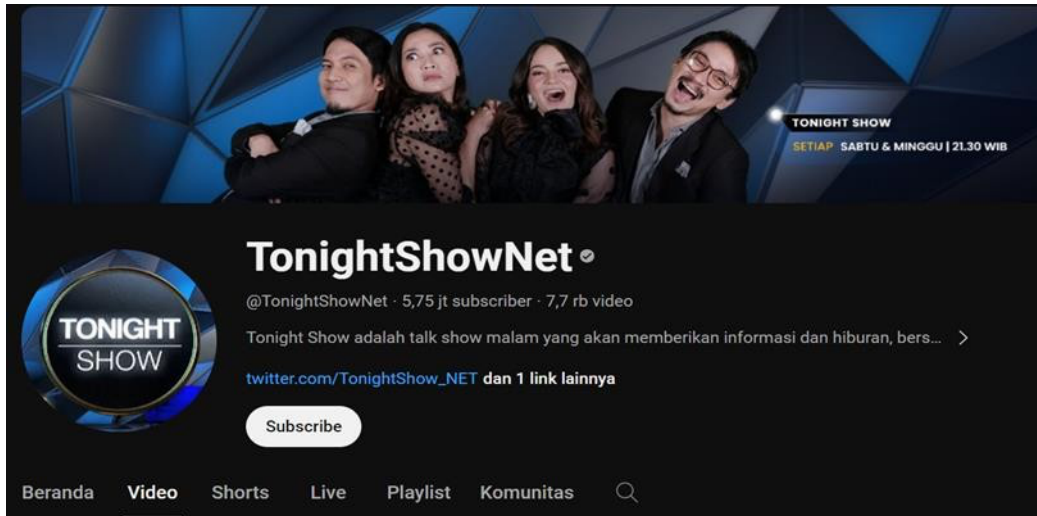 TONIGHT SHOW
SETIAP SABTU & MINGGU | 21.30 WIB
TonightShowNet
@TonightShowNet · 5,75 jt subscriber · 7,7 rb video
TONIGHT
SHOW
Tonight Show adalah talk show malam yang akan memberikan informasi dan hiburan, bers...
twitter.com/TonightShow_NET dan 1 link lainnya
Subscribe
Beranda Video Shorts Live Playlist Komunitas